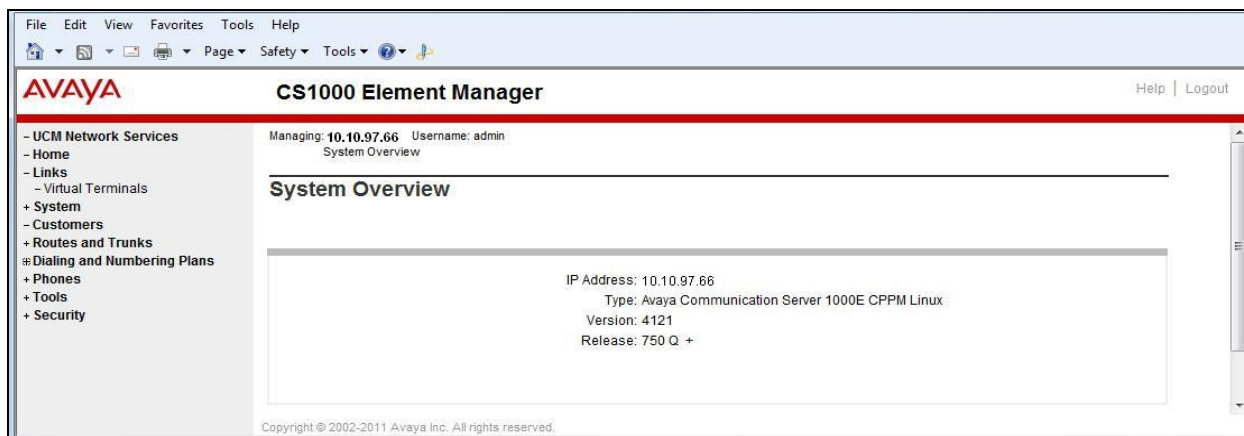 File Edit View Favorites Tools Help
Page Safety Tools
AVAYA
CS1000 Element Manager
Help | Logout
– UCM Network Services
– Home
– Links
– Virtual Terminals
+ System
– Customers
+ Routes and Trunks
Dialing and Numbering Plans
+ Phones
+ Tools
+ Security
Managing: 10.10.97.66 Username: admin
System Overview
System Overview
IP Address: 10.10.97.66
Type: Avaya Communication Server 1000E CPPM Linux
Version: 4121
Release: 750 Q +
Copyright © 2002-2011 Avaya Inc. All rights reserved.